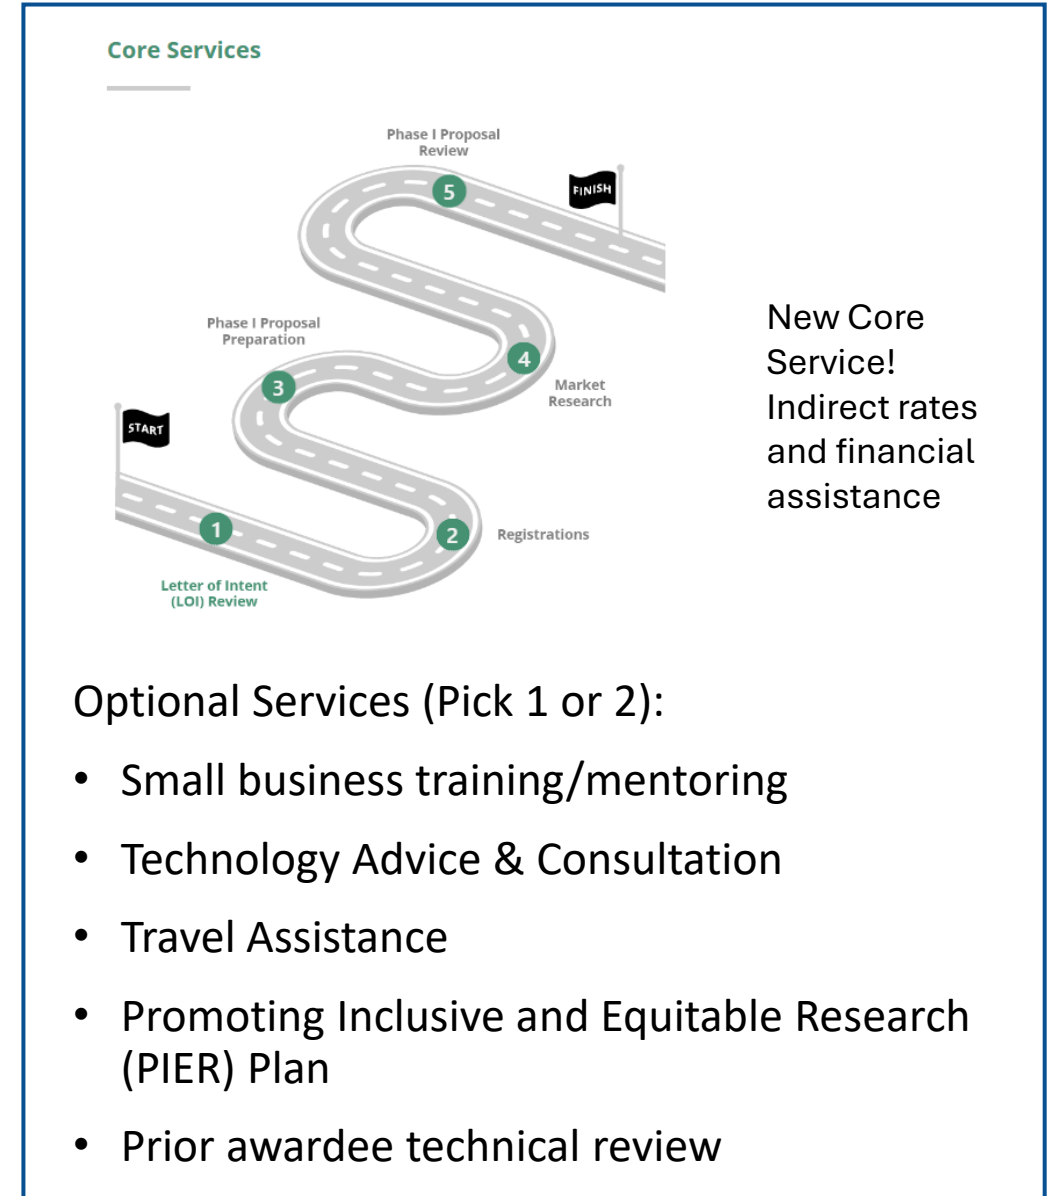 Core Services
Phase I Proposal
Review
5
FINISH
Phase I Proposal
Preparation
3
4
Market
Research
START
1
2
Registrations
Letter of Intent
(LOI) Review
New Core
Service!
Indirect rates
and financial
assistance
Optional Services (Pick 1 or 2):
• Small business training/mentoring
• Technology Advice & Consultation
• Travel Assistance
• Promoting Inclusive and Equitable Research
(PIER) Plan
• Prior awardee technical review